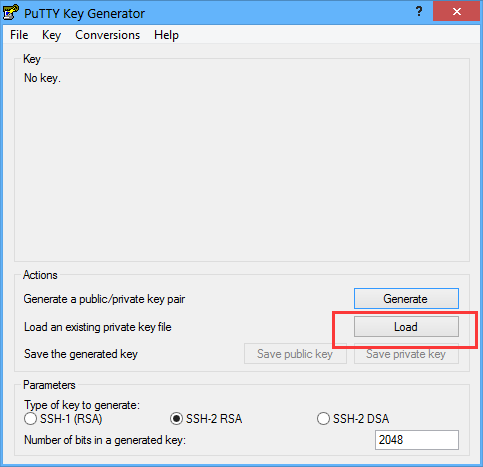 PuTTY Key Generator
?
File Key Conversions Help
Key
No key.
Actions
Generate a public/private key pair Generate
Load an existing private key file Load
Save the generated key Save public key Save private key
Parameters
Type of key to generate:
SSH-1 (RSA) SSH-2 RSA SSH-2 DSA
Number of bits in a generated key: 2048